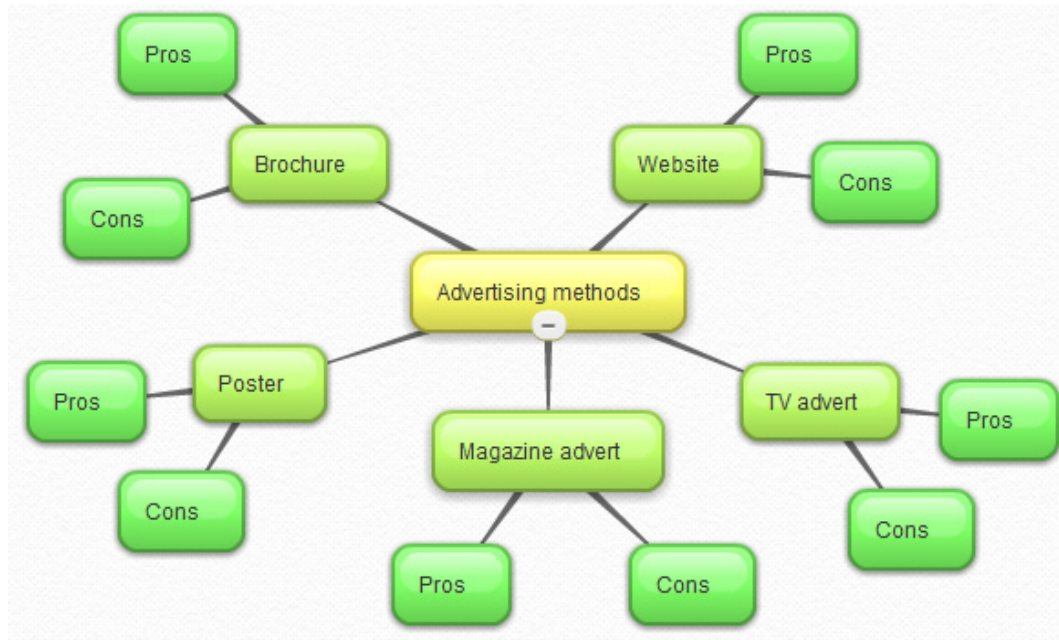 Pros
Pros
Brochure
Website
Cons
Cons
Advertising methods
Poster
Pros
TV advert
Pros
Magazine advert
Cons
Cons
Pros
Cons